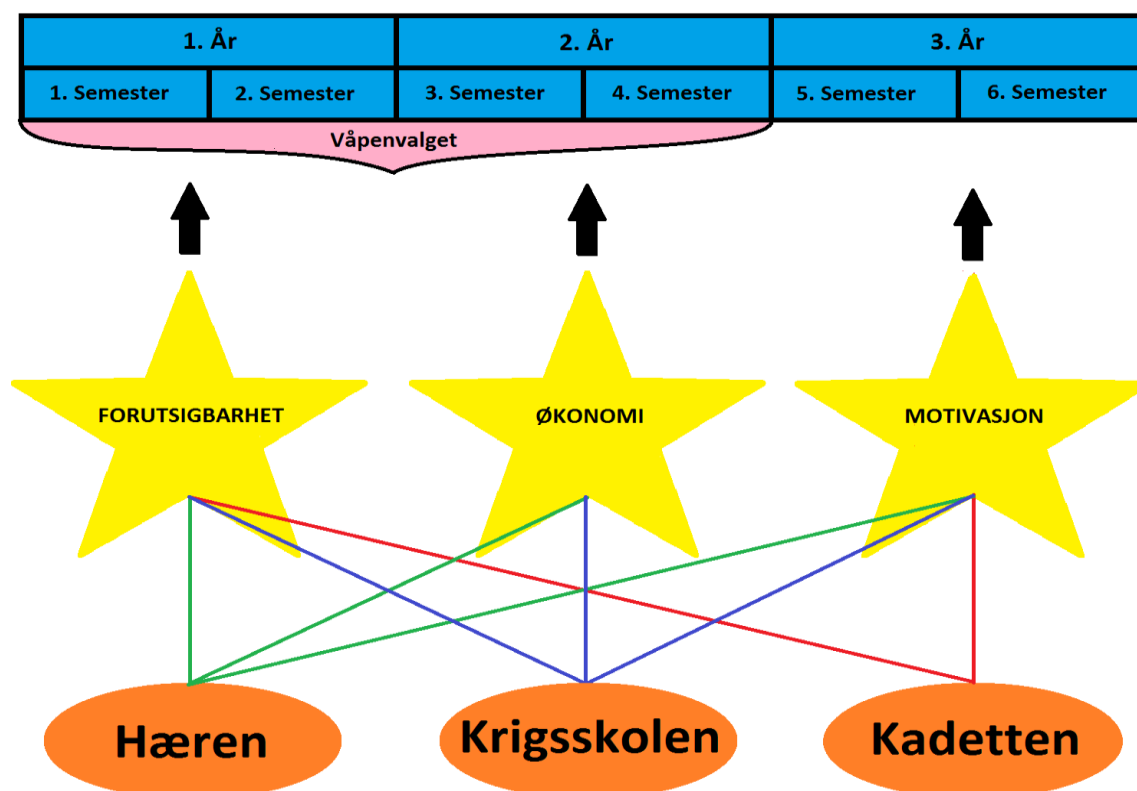 1. År 2. År 3. År
1. Semester 2. Semester 3. Semester 4. Semester 5. Semester 6. Semester
Våpenvalget
FORUTSIGBARHET ØKONOMI MOTIVASJON
Hæren Krigsskolen Kadetten